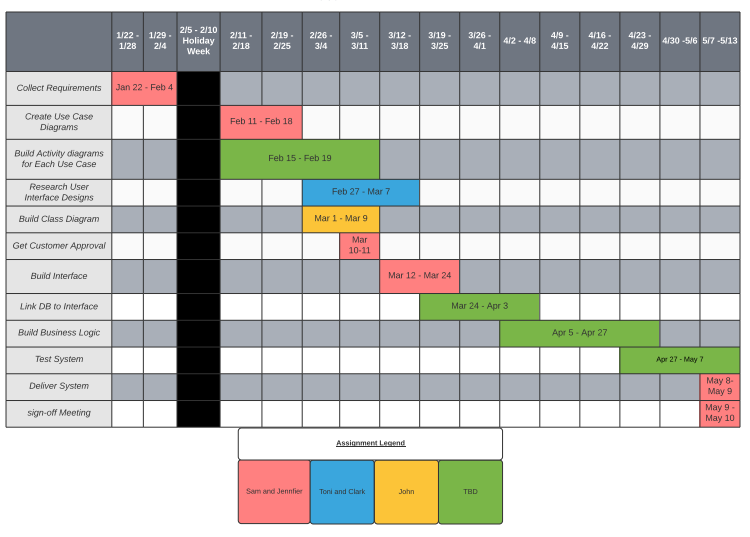 1/22 - 1/28
1/29 - 2/4
2/5 - 2/10 Holiday Week
2/11 - 2/18
2/19 - 2/25
2/26 - 3/4
3/5 - 3/11
3/12 - 3/18
3/19 - 3/25
3/26 - 4/1
4/2 - 4/8
4/9 - 4/15
4/16 - 4/22
4/23 - 4/29
4/30 -5/6
5/7 -5/13
Collect Requirements
Jan 22 - Feb 4
Create Use Case
Diagrams
Feb 11 - Feb 18
Build Activity diagrams
for Each Use Case
Feb 15 - Feb 19
Research User
Interface Designs
Feb 27 - Mar 7
Build Class Diagram
Mar 1 - Mar 9
Get Customer Approval
Mar
10-11
Build Interface
Mar 12 - Mar 24
Link DB to Interface
Mar 24 - Apr 3
Build Business Logic
Apr 5 - Apr 27
Test System
Apr 27 - May 7
Deliver System
May 8-
May 9
sign-off Meeting
May 9 -
May 10
Assignment Legend
Sam and Jennfier
Toni and Clark
John
TBD